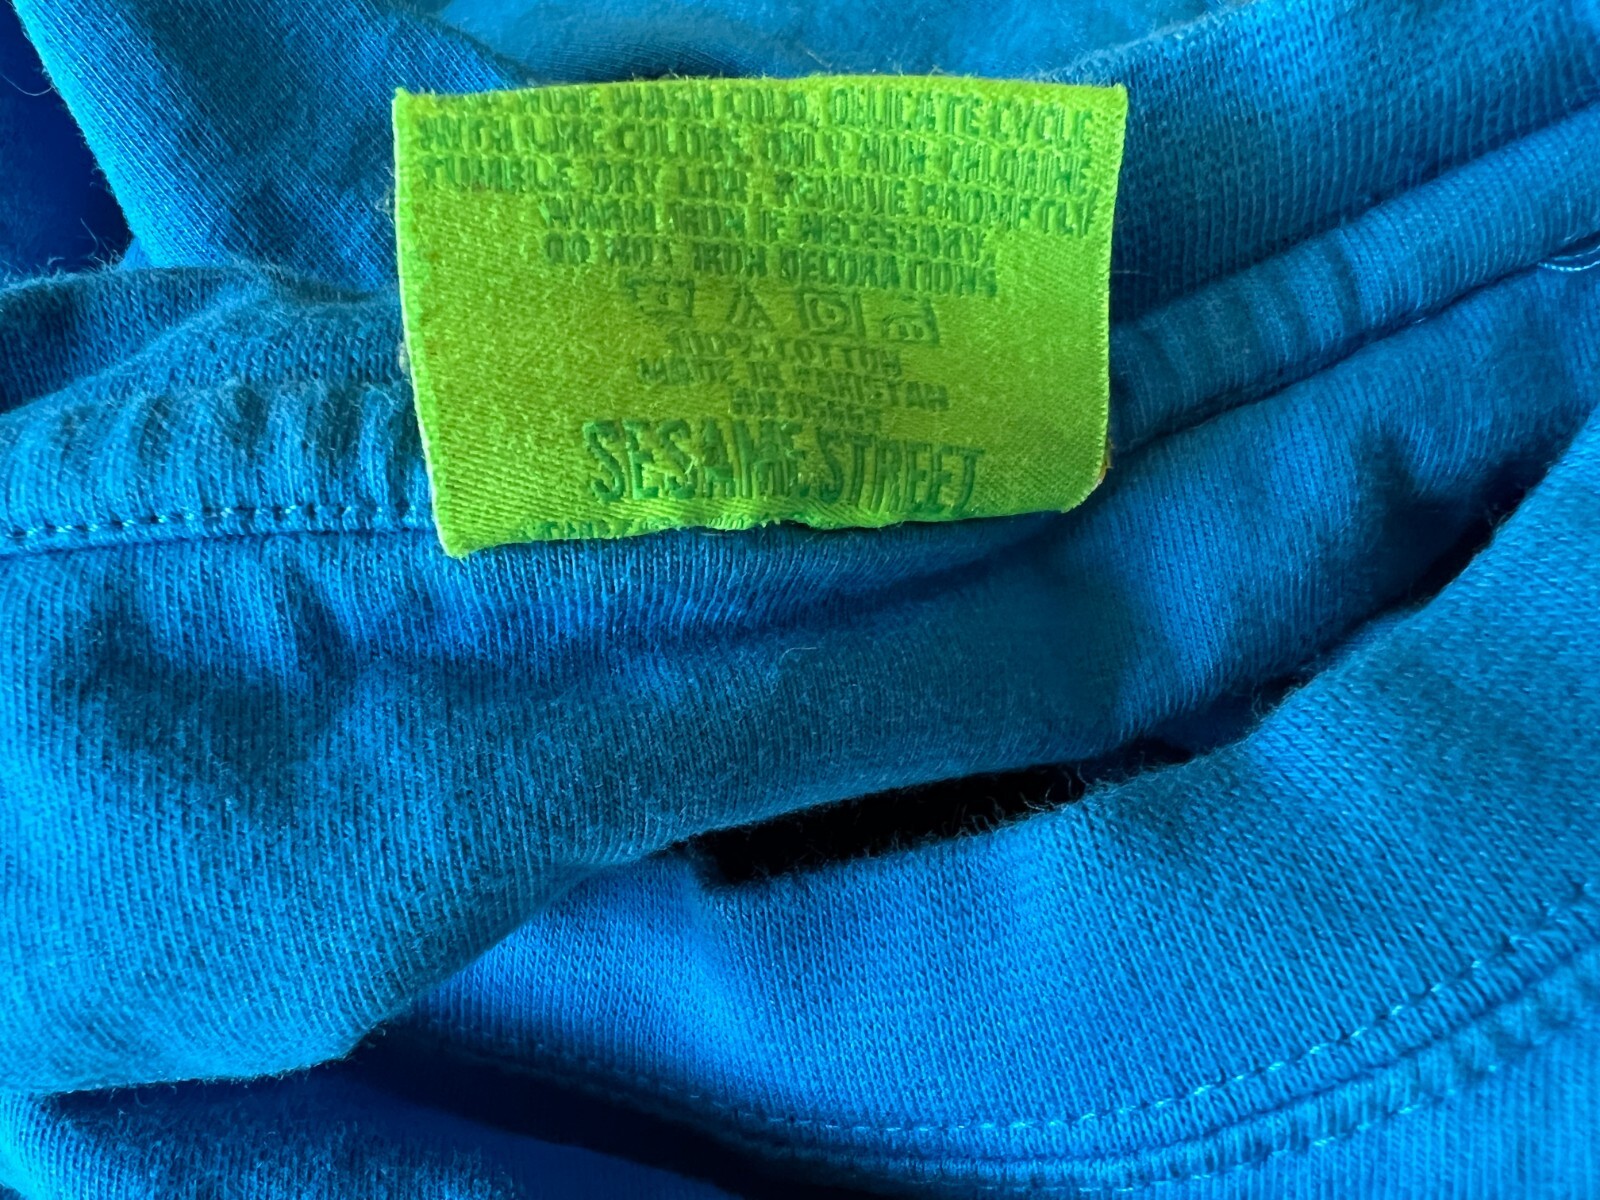 WASH COLD, DELICATE CYCLE
WITH LIKE COLORS, ONLY NON CHLORINE
TUMBLE DRY LOW, REMOVE PROMPTLY
WARM IRON IF NECESSARY
DO NOT IRON DECORATIONS
100% COTTON
MADE IN PAKISTAN
SESAME STREET